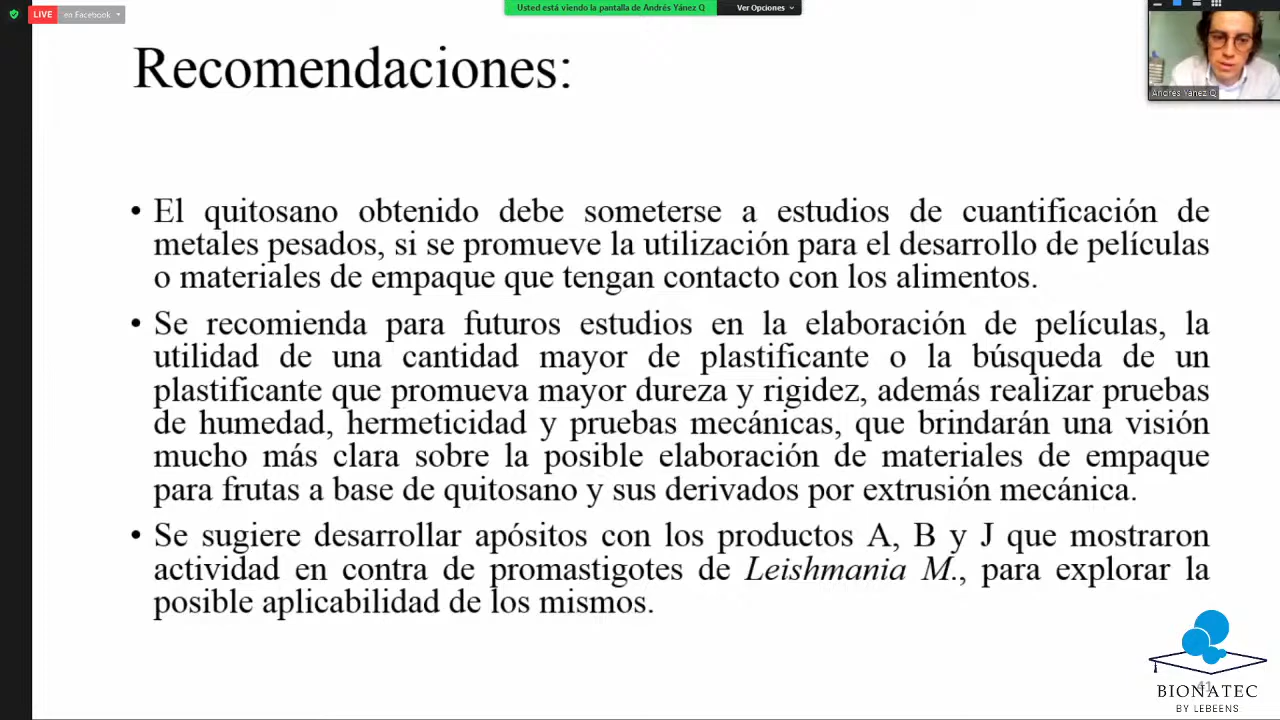 LIVE en Facebook
Usted está viendo la pantalla de Andrés Yánez Q Ver Opciones
Andrés Yánez Q
Recomendaciones:
• El quitosano obtenido debe someterse a estudios de cuantificación de
metales pesados, si se promueve la utilización para el desarrollo de películas
o materiales de empaque que tengan contacto con los alimentos.
• Se recomienda para futuros estudios en la elaboración de películas, la
utilidad de una cantidad mayor de plastificante o la búsqueda de un
plastificante que promueva mayor dureza y rigidez, además realizar pruebas
de humedad, hermeticidad y pruebas mecánicas, que brindarán una visión
mucho más clara sobre la posible elaboración de materiales de empaque
para frutas a base de quitosano y sus derivados por extrusión mecánica.
• Se sugiere desarrollar apósitos con los productos A, B y J que mostraron
actividad en contra de promastigotes de Leishmania M., para explorar la
posible aplicabilidad de los mismos.
41
BIONATEC
BY LEBEENS